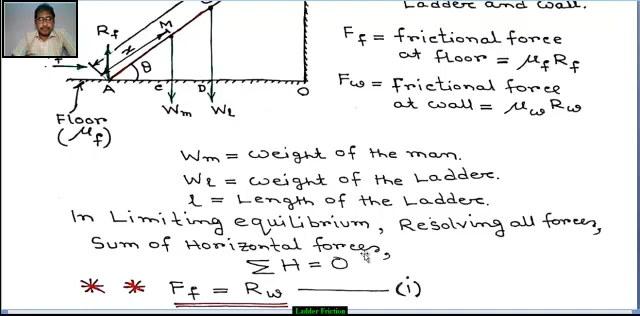 Ladder and wall.
Rf
M
x
Ff = frictional force
at floor = μf Rf
θ
A
C
D
O
Fw = frictional force
at wall = μw Rw
Floor
(μf)
Wm
Wl
Wm = weight of the man.
Wl = weight of the Ladder.
l = Length of the Ladder.
In Limiting equilibrium, Resolving all forces,
Sum of Horizontal forces,
Σ H = 0
* * Ff = Rw ——— (i)
Ladder Friction